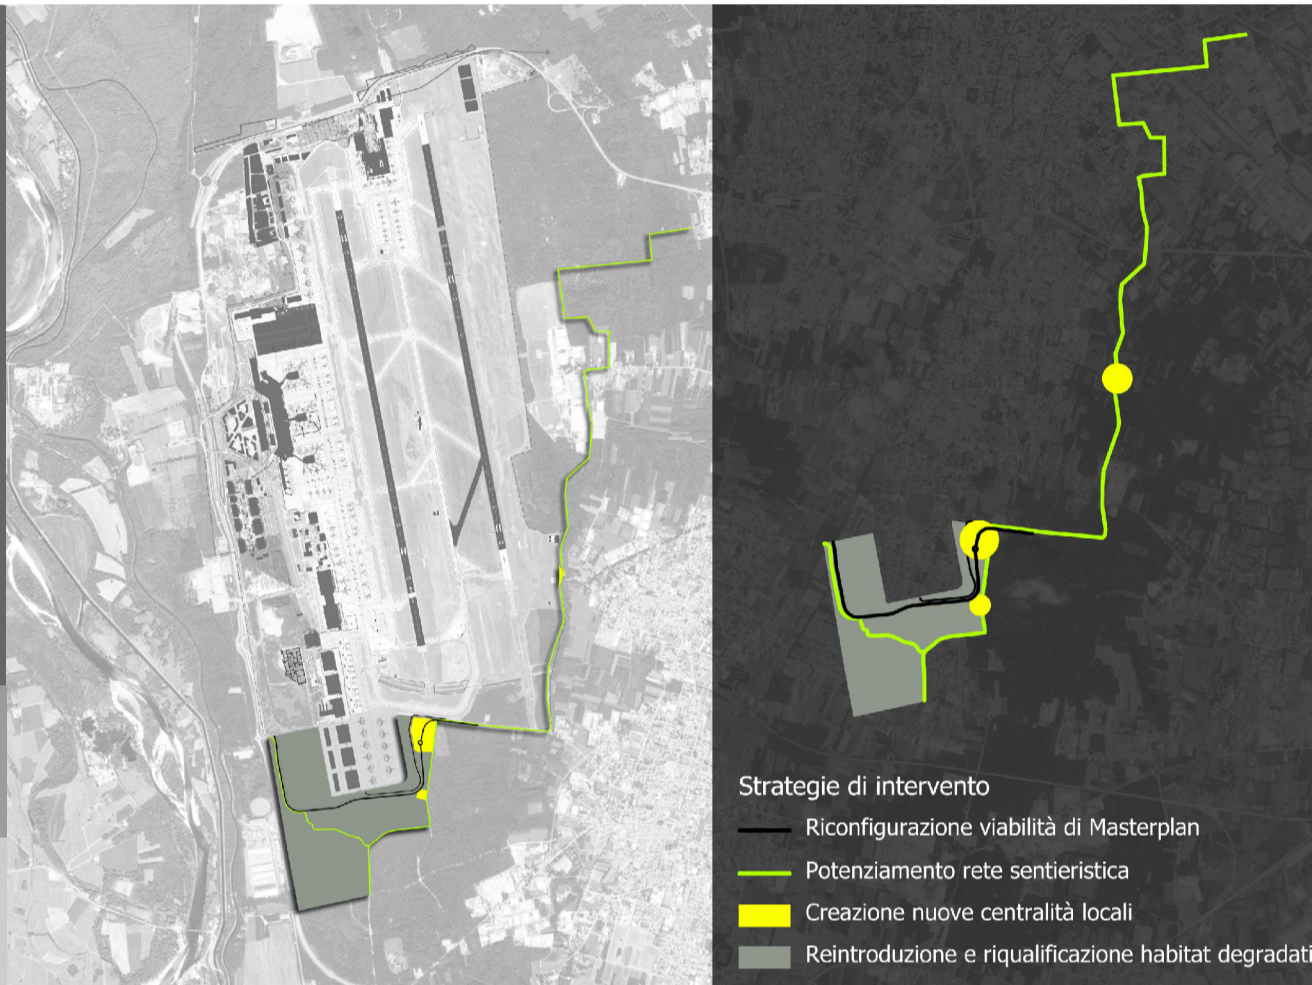 Strategie di intervento
Riconfigurazione viabilità di Masterplan
Potenziamento rete sentieristica
Creazione nuove centralità locali
Reintroduzione e riqualificazione habitat degradati